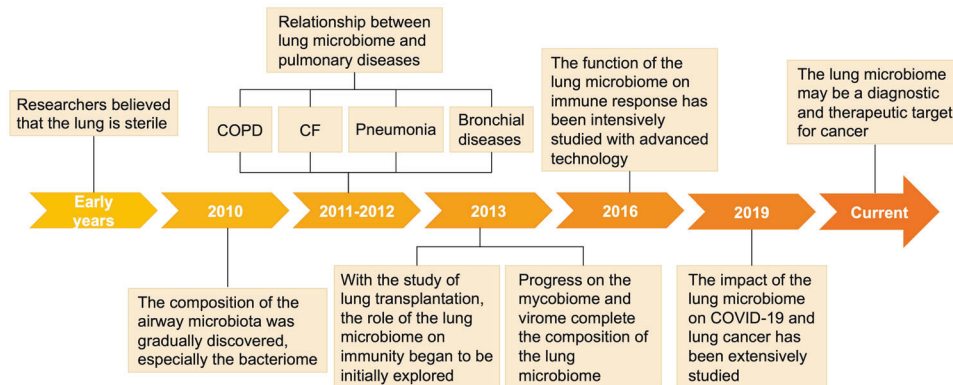 Relationship between
lung microbiome and
pulmonary diseases
The function of the
lung microbiome on
immune response has
been intensively
studied with advanced
technology
The lung microbiome
may be a diagnostic
and therapeutic target
for cancer
Researchers believed
that the lung is sterile
COPD
CF
Pneumonia
Bronchial
diseases
Early
years
2010
2011-2012
2013
2016
2019
Current
The composition of the
airway microbiota was
gradually discovered,
especially the bacteriome
With the study of
lung transplantation,
the role of the lung
microbiome on
immunity began to be
initially explored
Progress on the
mycobiome and
virome complete
the composition of
the lung
microbiome
The impact of the
lung microbiome
on COVID-19 and
lung cancer has
been extensively
studied